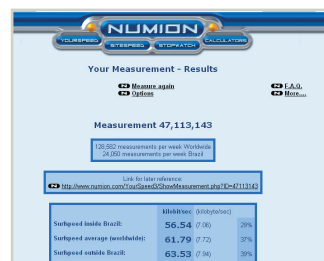 NUMION
YOURSPEED SITESPEED STOPWATCH CALCULATORS
Your Measurement - Results
Measure again F.A.Q.
Options More....
Measurement 47,113,143
126,582 measurements per week Worldwide
24,050 measurements per week Brazil
Link for later reference:
http://www.numion.com/YourSpeed3/ShowMeasurement.php?ID=47113143
kilobit/sec (kilobyte/sec)
Surfspeed inside Brazil: 56.54 (7.08) 29%
Surfspeed average (worldwide): 61.79 (7.72) 37%
Surfspeed outside Brazil: 63.53 (7.94) 39%